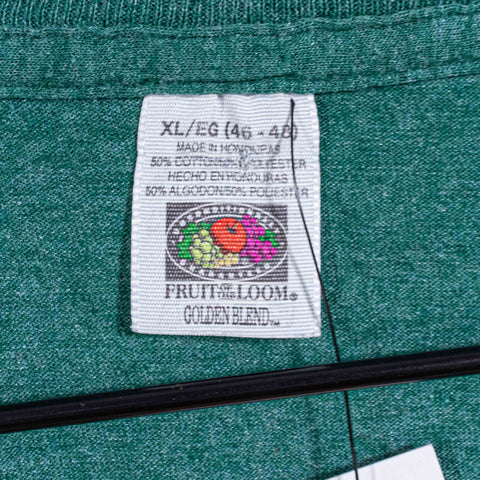 XL/EG (46 - 48)
MADE IN HONDURAS
50% COTTON/50% POLYESTER
HECHO EN HONDURAS
50% ALGODON/50% POLIESTER
FRUIT OF THE LOOM®
GOLDEN BLEND™